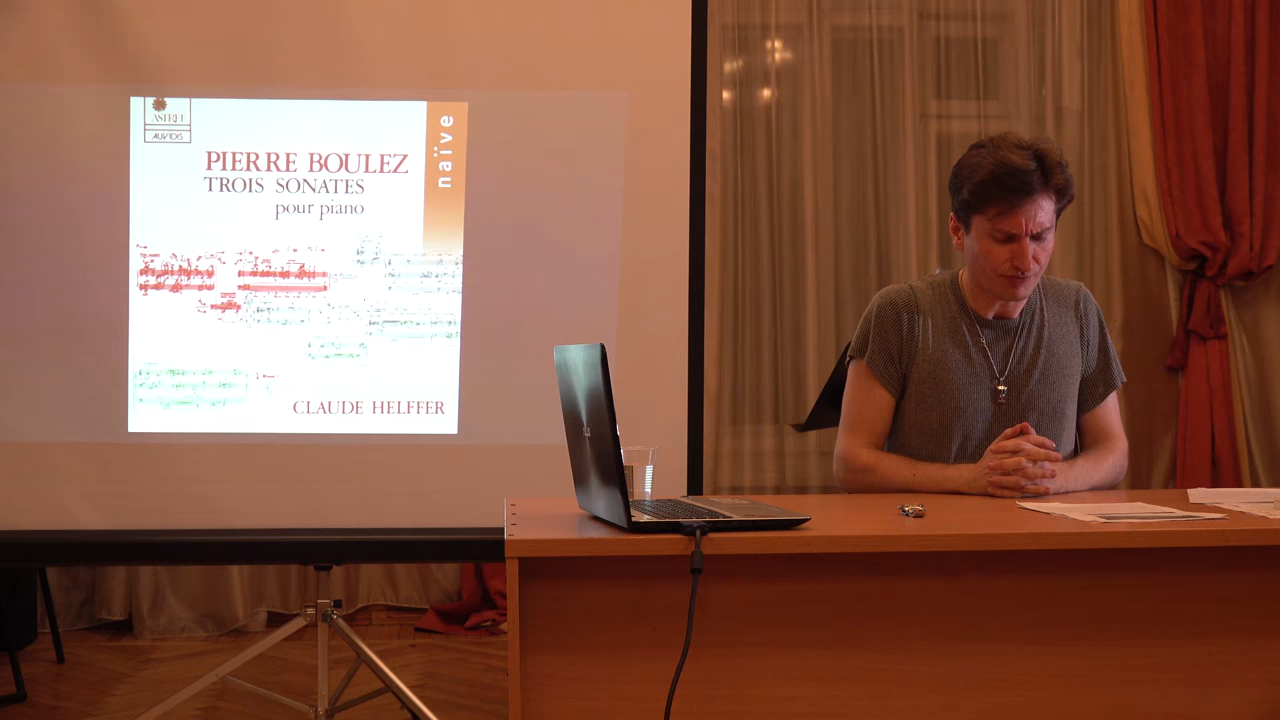 ASTRÉE
AUVIDIS
naïve
PIERRE BOULEZ
TROIS SONATES
pour piano
CLAUDE HELFFER